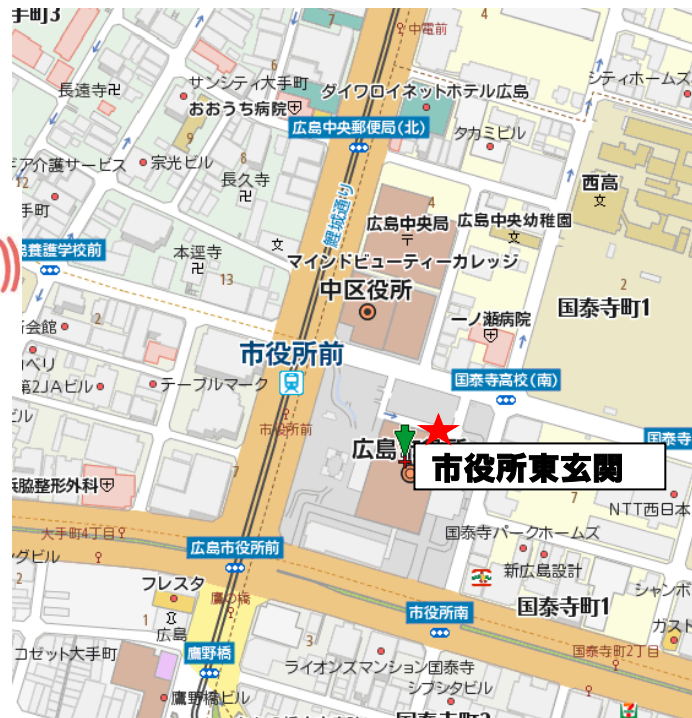 手町3
4
7
中電前
長遠寺
サンシティ大手町
ダイワロイネットホテル広島
シティホームズ
おおうち病院
広島中央郵便局(北)
タカミビル
9
ア介護サービス
宗光ビル
8
12
長久寺
西高
手町
鯉城通り
4
広島中央局
広島中央幼稚園
養護学校前
本逕寺
マインドビューティーカレッジ
13
2
中区役所
国泰寺町1
一ノ瀬病院
2
市役所前
国泰寺高校(南)
第2JAビル
テーブルマーク
市役所前
国泰寺
広島
市役所東玄関
7
脇整形外科
NTT西日本
大手町4丁目
国泰寺パークホームズ
広島市役所前
新広島設計
2
フレスタ
鷹の橋
シャンボ
市役所南
国泰寺町1
1
広島
ガスト
3
鷹野橋
国泰寺町2丁目
コゼット大手町
ライオンズマンション国泰寺
シフシタビル
鷹野橋ビル